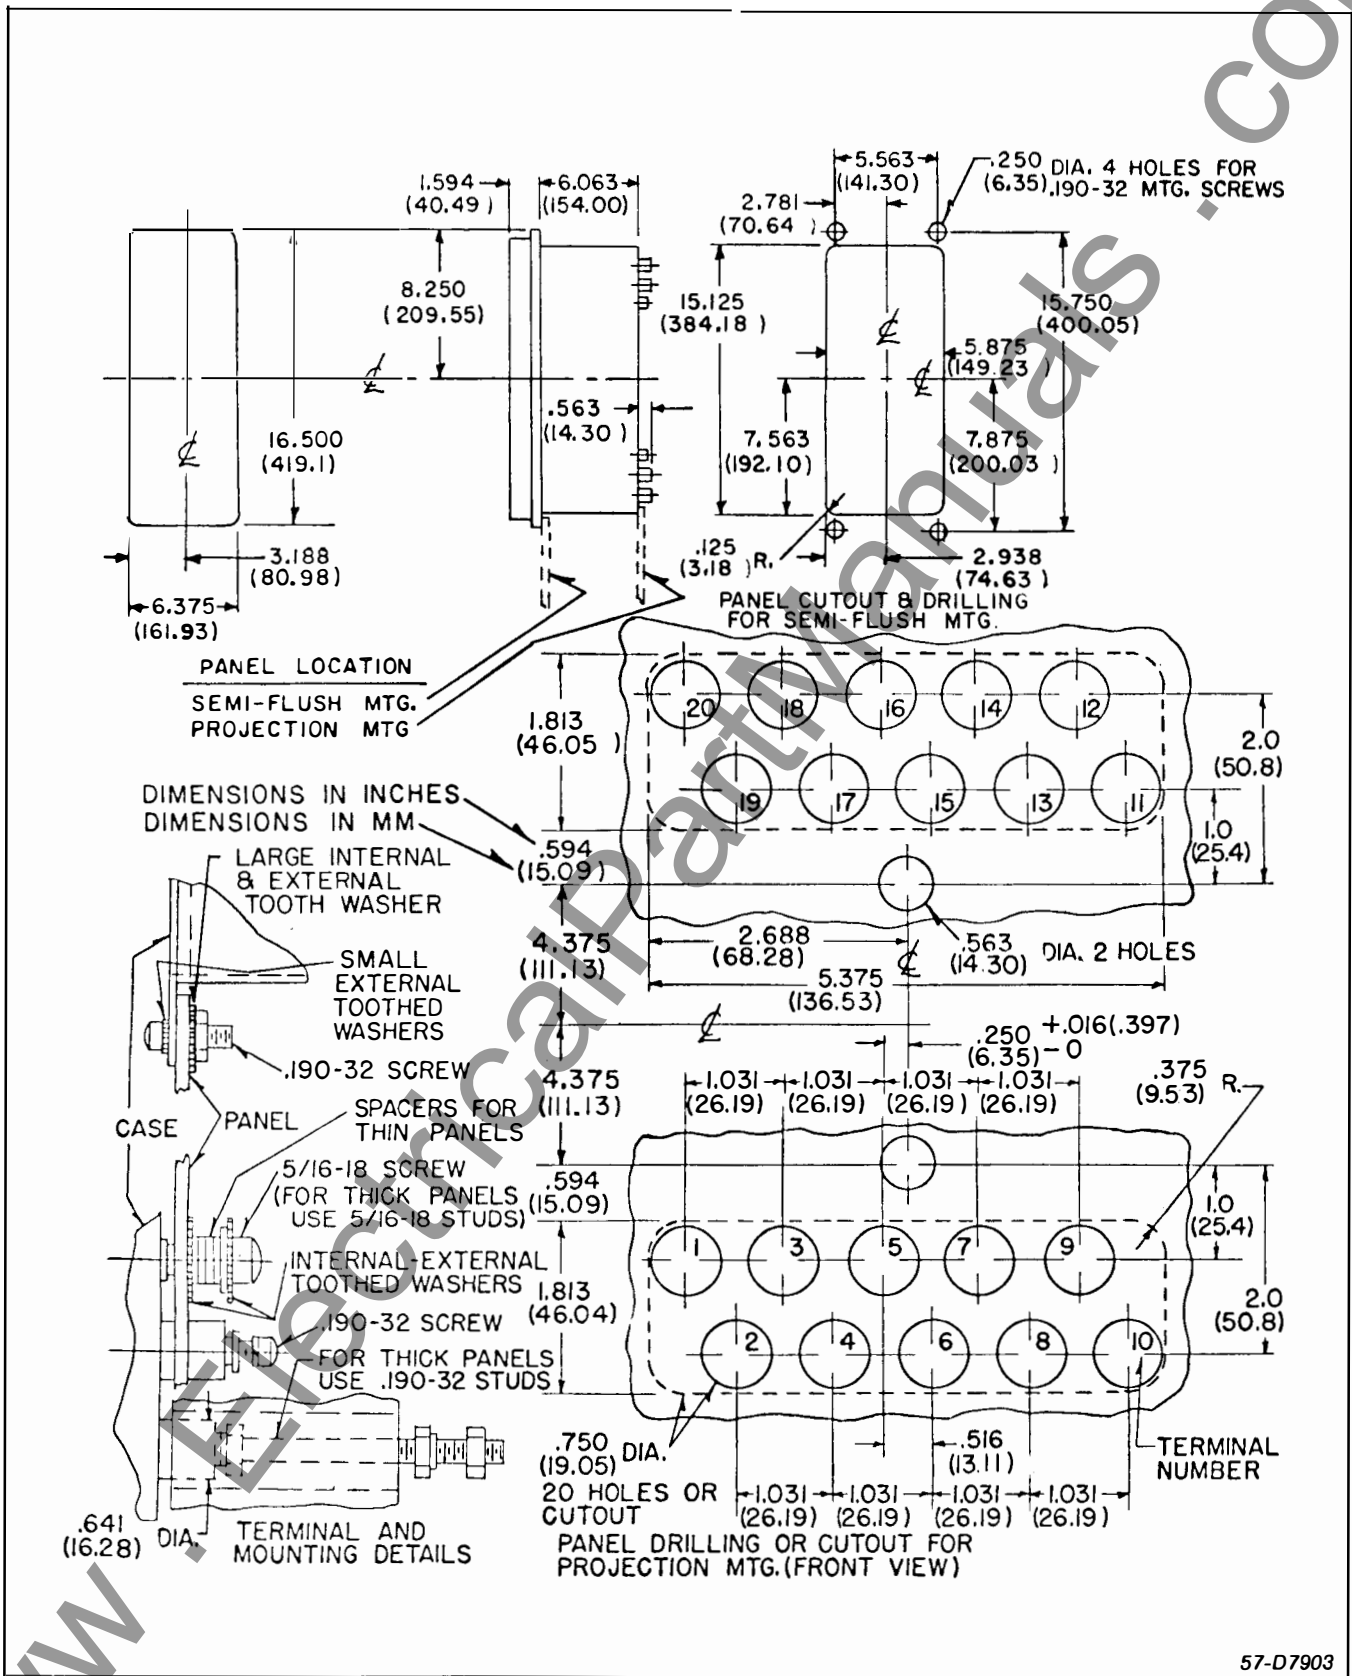 1.594
(40.49 )
6.063
(154.00)
5.563
(141.30)
.250 DIA. 4 HOLES FOR
(6.35) .190-32 MTG. SCREWS
2.781
(70.64 )
8.250
(209.55)
15.125
(384.18 )
15.750
(400.05)
℄
5.875
(149.23 )
℄
℄
.563
(14.30 )
16.500
(419.1)
℄
7.563
(192.10)
7.875
(200.03 )
3.188
(80.98)
.125
(3.18 ) R.
2.938
(74.63 )
6.375
(161.93)
PANEL CUTOUT & DRILLING
FOR SEMI-FLUSH MTG.
PANEL LOCATION
SEMI-FLUSH MTG.
PROJECTION MTG
20 18 16 14 12
1.813
(46.05 )
2.0
(50.8)
19 17 15 13 11
DIMENSIONS IN INCHES
DIMENSIONS IN MM
.594
(15.09 )
1.0
(25.4)
LARGE INTERNAL
& EXTERNAL
TOOTH WASHER
4.375
(111.13)
2.688
(68.28)
℄
.563
(14.30) DIA. 2 HOLES
SMALL
EXTERNAL
TOOTHED
WASHERS
5.375
(136.53)
℄
.250 +.016(.397)
(6.35) -0
.190-32 SCREW
4.375
(111.13)
1.031 1.031 1.031 1.031
(26.19) (26.19) (26.19 ) (26.19)
.375
(9.53) R.
CASE
PANEL
SPACERS FOR
THIN PANELS
5/16-18 SCREW
(FOR THICK PANELS
USE 5/16-18 STUDS)
.594
(15.09)
1.0
(25.4)
1 3 5 7 9
INTERNAL-EXTERNAL
TOOTHED WASHERS
1.813
(46.04)
2.0
(50.8)
.190-32 SCREW
2 4 6 8 10
FOR THICK PANELS
USE .190-32 STUDS
.750
(19.05) DIA.
20 HOLES OR
CUTOUT
.516
(13.11)
TERMINAL
NUMBER
1.031 1.031 1.031 1.031
(26.19) (26.19) (26.19) (26.19 )
.641
(16.28) DIA.
TERMINAL AND
MOUNTING DETAILS
PANEL DRILLING OR CUTOUT FOR
PROJECTION MTG.(FRONT VIEW)
57-D7903
www . ElectricalPartManuals . com